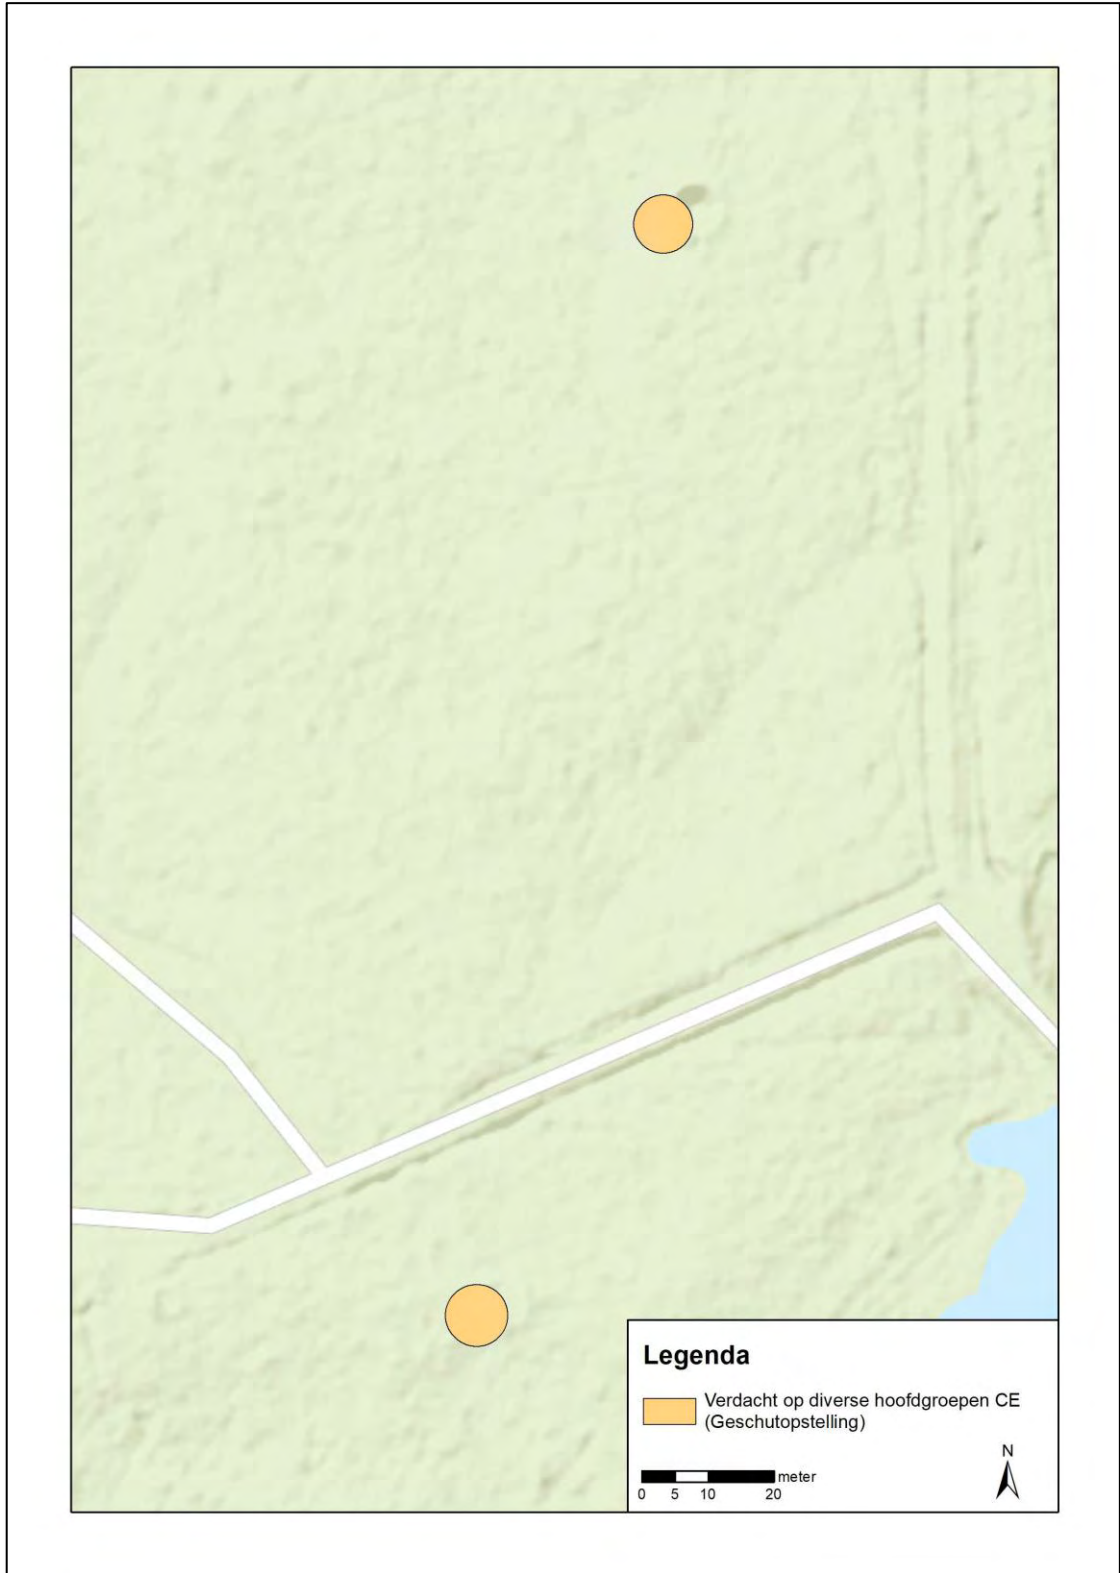 Legenda
Verdacht op diverse hoofdgroepen CE
(Geschutopstelling)
N
meter
0 5 10 20